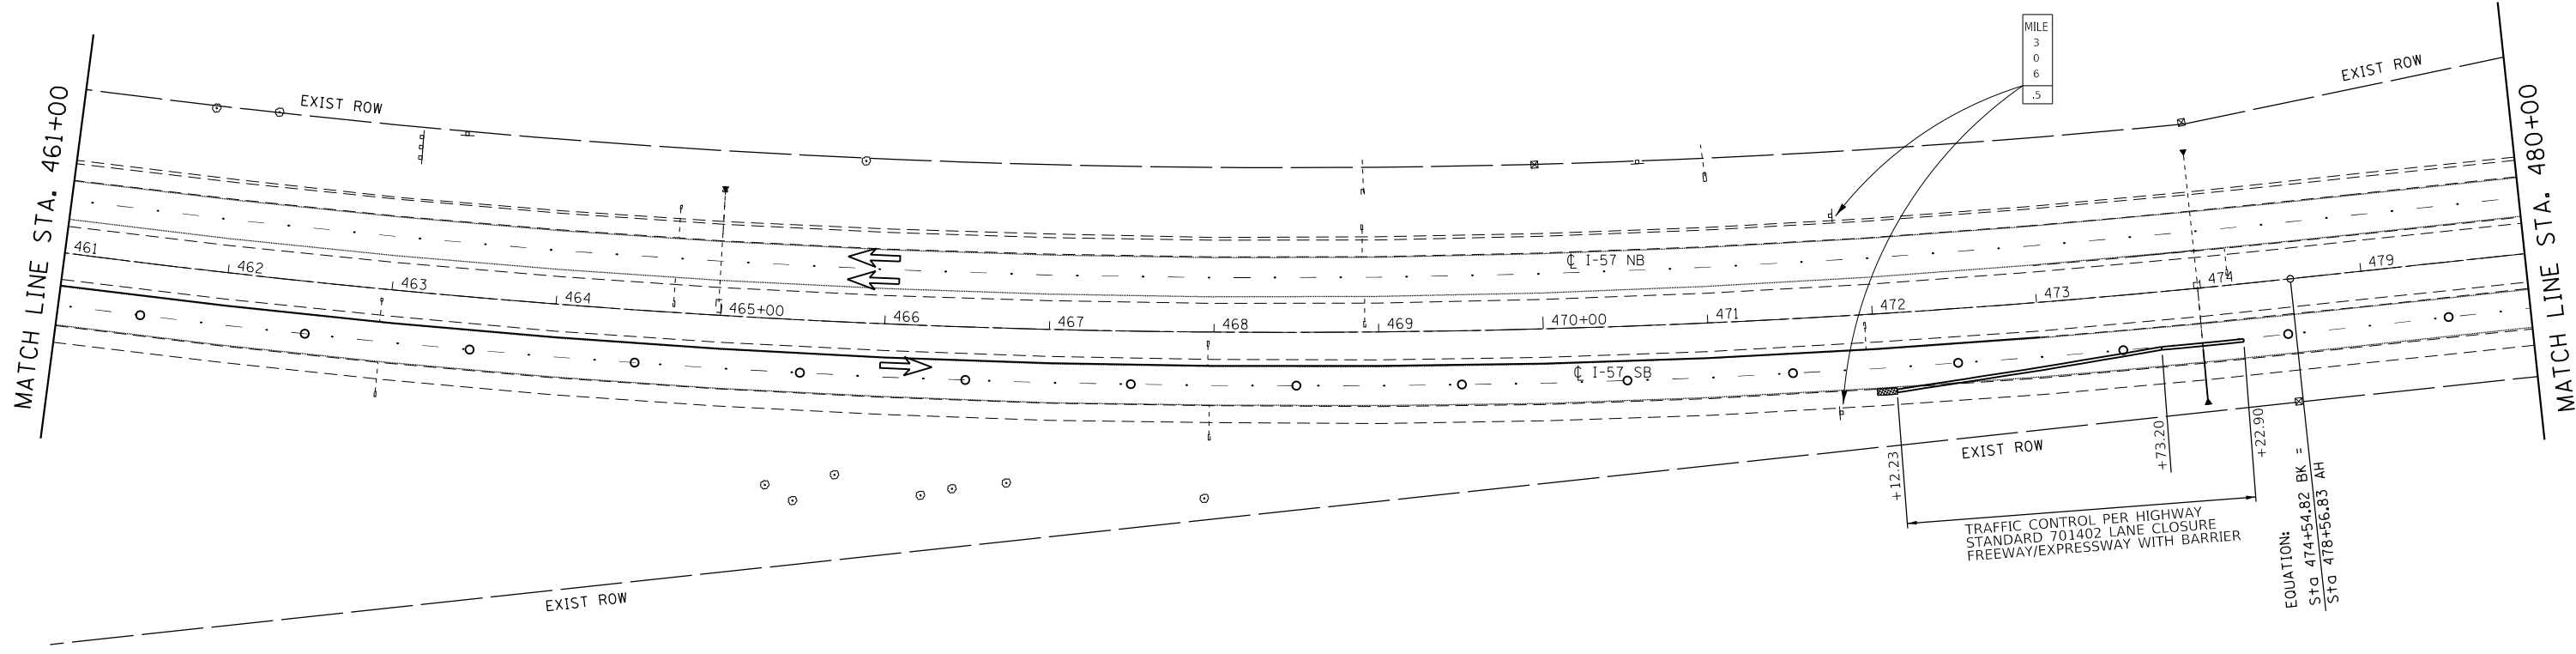 MATCH LINE STA. 461+00
EXIST ROW
MILE
3
0
6
.5
EXIST ROW
MATCH LINE STA. 480+00
461
462
463
464
465+00
466
467
468
469
470+00
471
472
473
474
479
℄ I-57 NB
℄ I-57 SB
EXIST ROW
+12.23
+73.20
+22.90
TRAFFIC CONTROL PER HIGHWAY
STANDARD 701402 LANE CLOSURE
FREEWAY/EXPRESSWAY WITH BARRIER
EQUATION:
Sta 474+54.82 BK =
Sta 478+56.83 AH
EXIST ROW